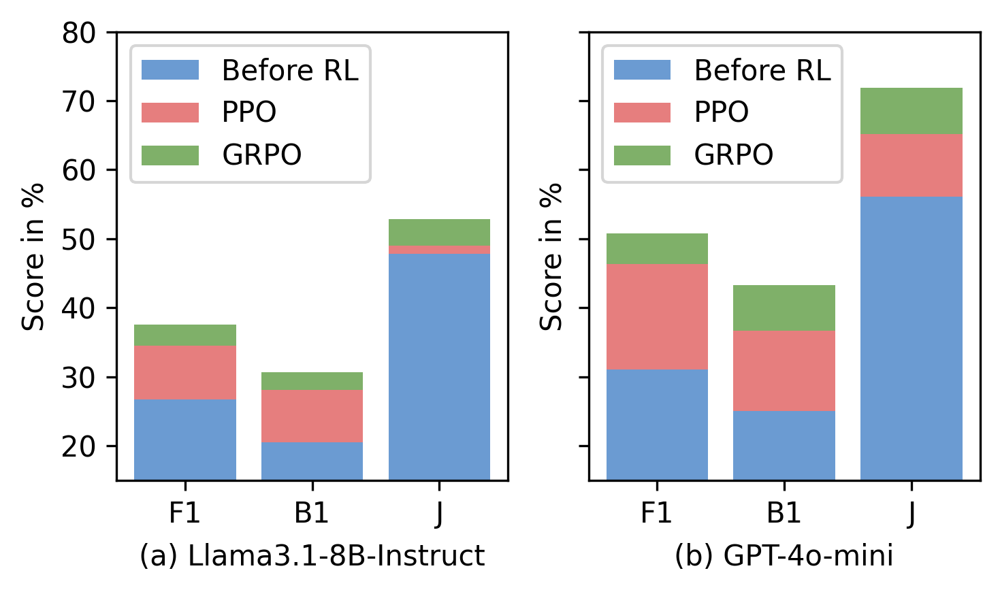 80
70
60
50
40
30
20
Score in %
Before RL
PPO
GRPO
F1 B1 J
(a) Llama3.1-8B-Instruct
Score in %
Before RL
PPO
GRPO
F1 B1 J
(b) GPT-4o-mini